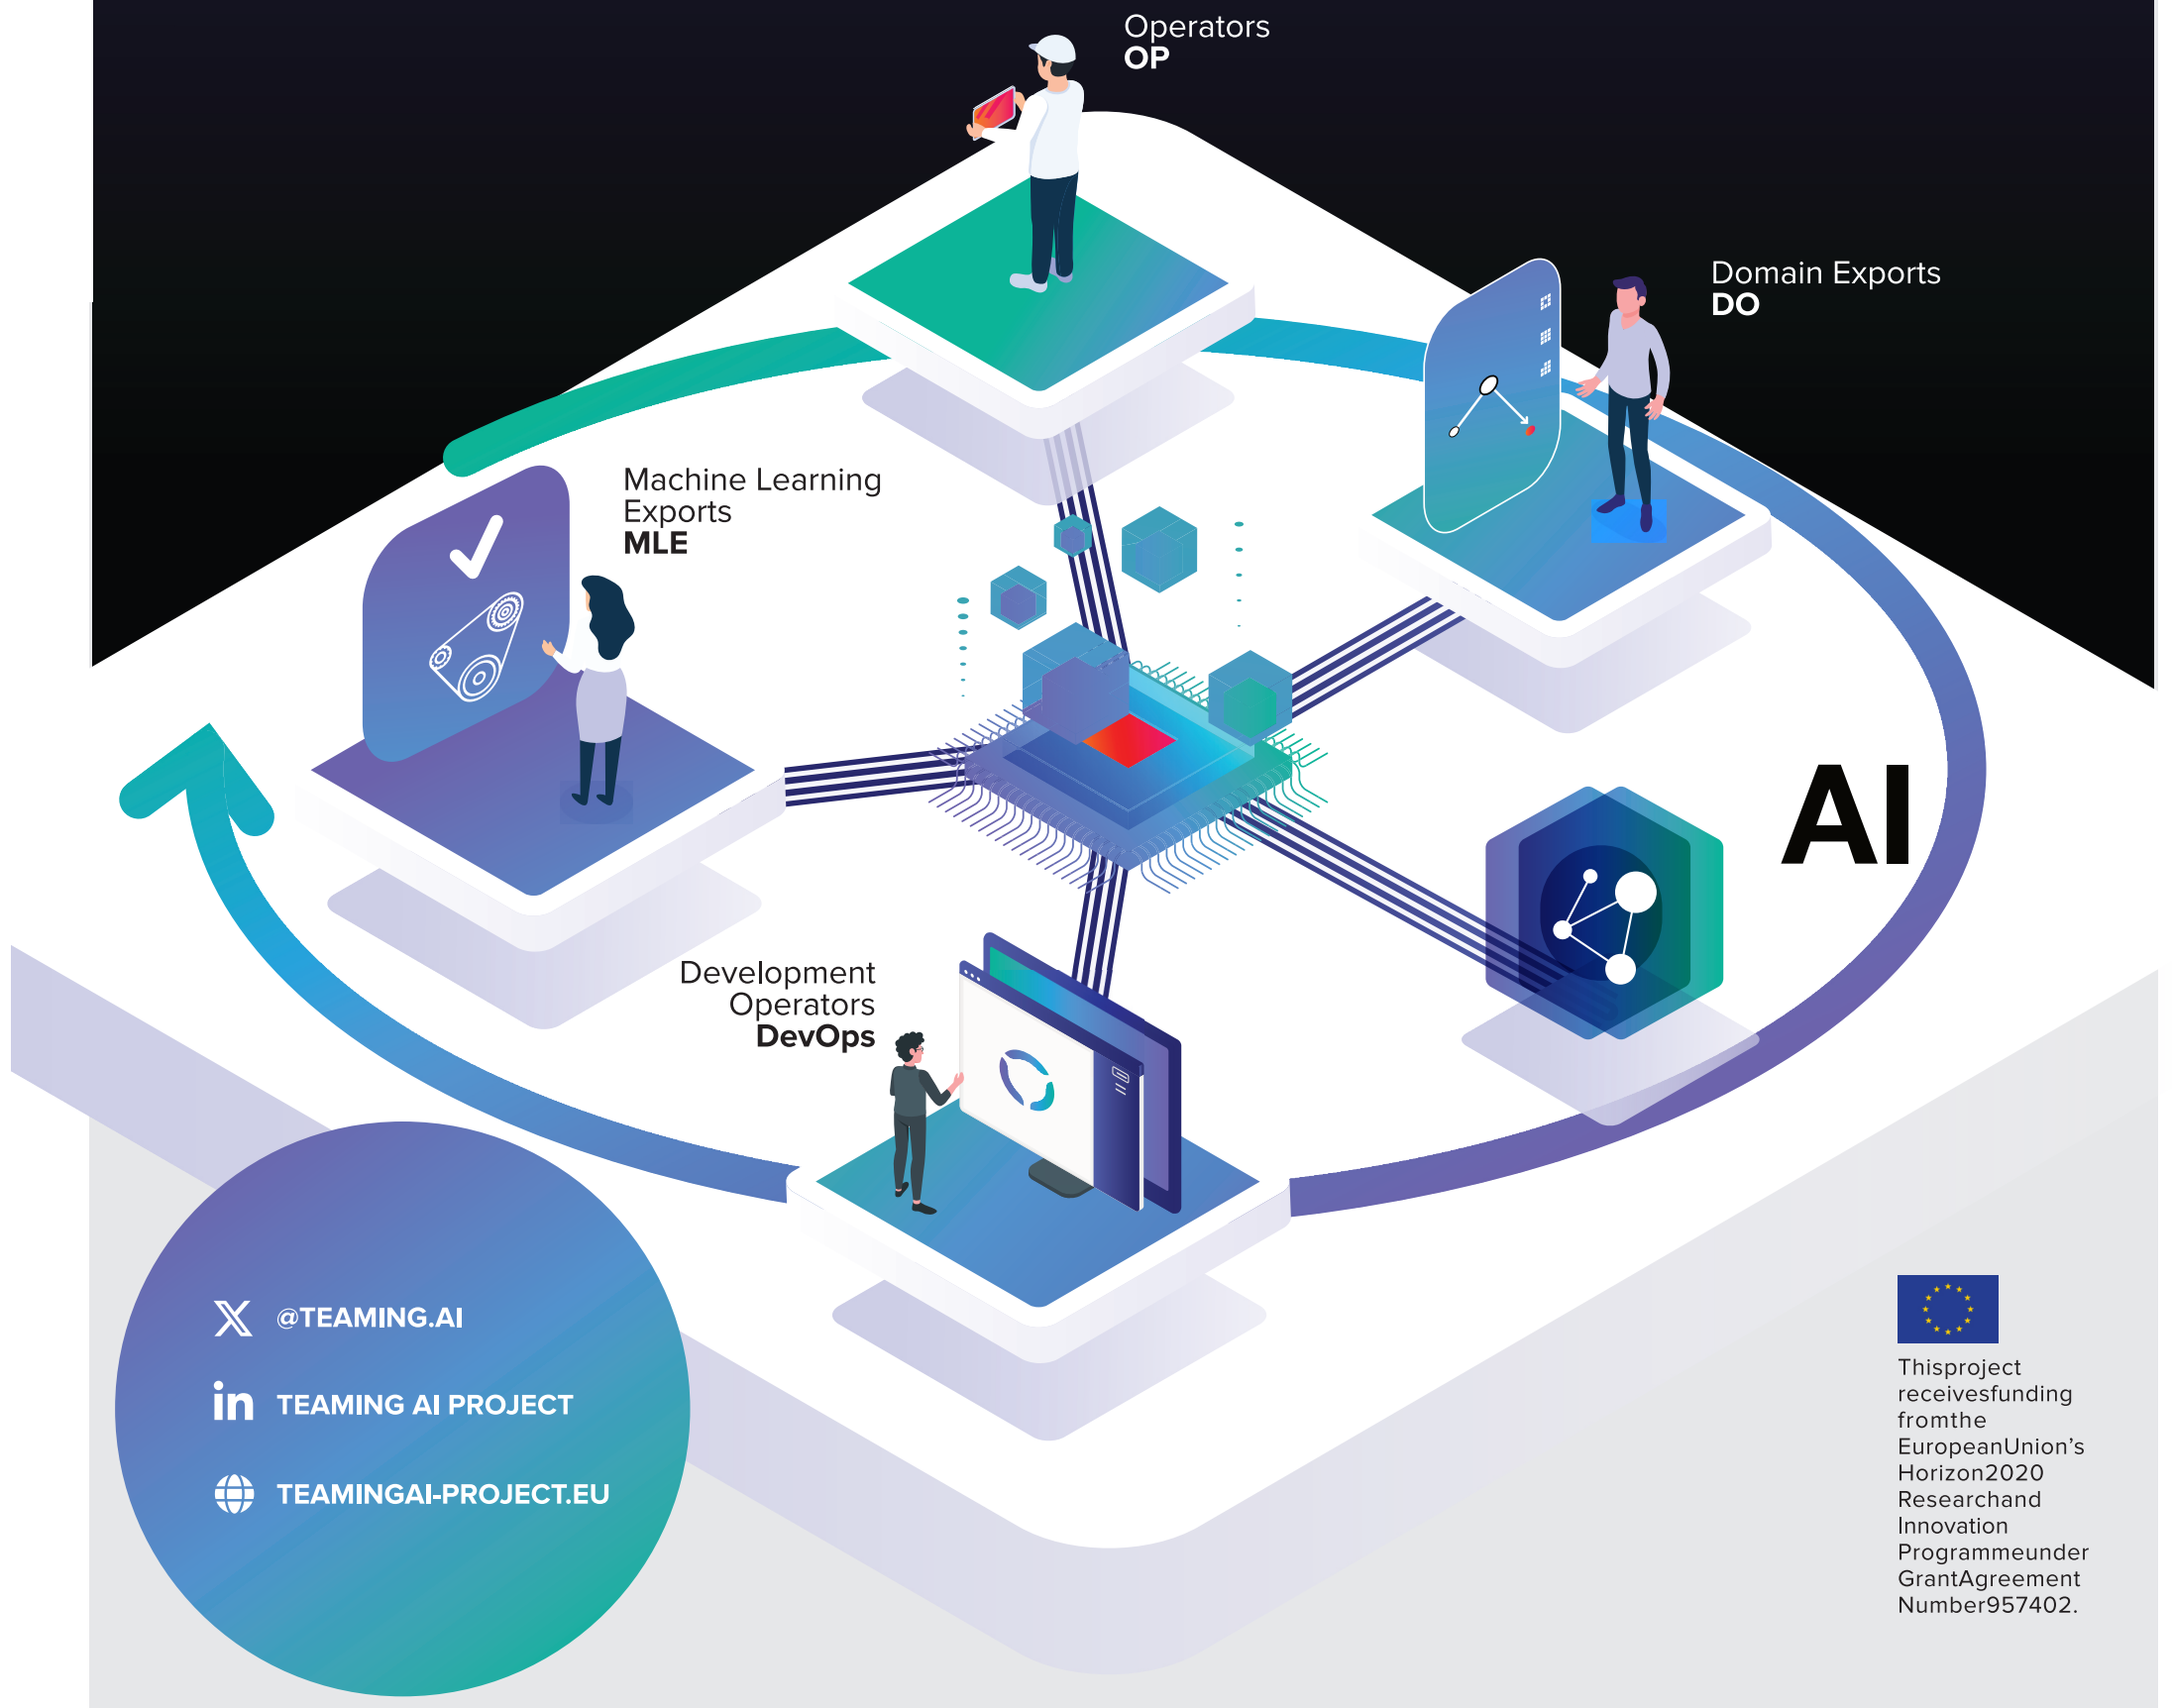 Operators
OP
Domain Exports
DO
Machine Learning
Exports
MLE
AI
Development
Operators
DevOps
@TEAMING.AI
in TEAMING AI PROJECT
TEAMINGAI-PROJECT.EU
Thisproject
receivesfunding
fromthe
EuropeanUnion’s
Horizon2020
Researchand
Innovation
Programmeunder
GrantAgreement
Number957402.